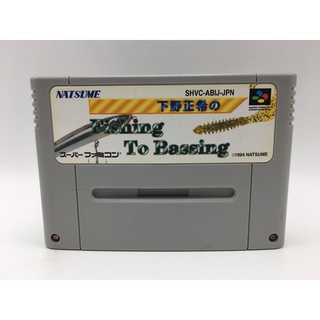 NATSUME
SHVC-ABIJ-JPN
下野正希の
Fishing
To Bassing
スーパーファミコン
©1994 NATSUME